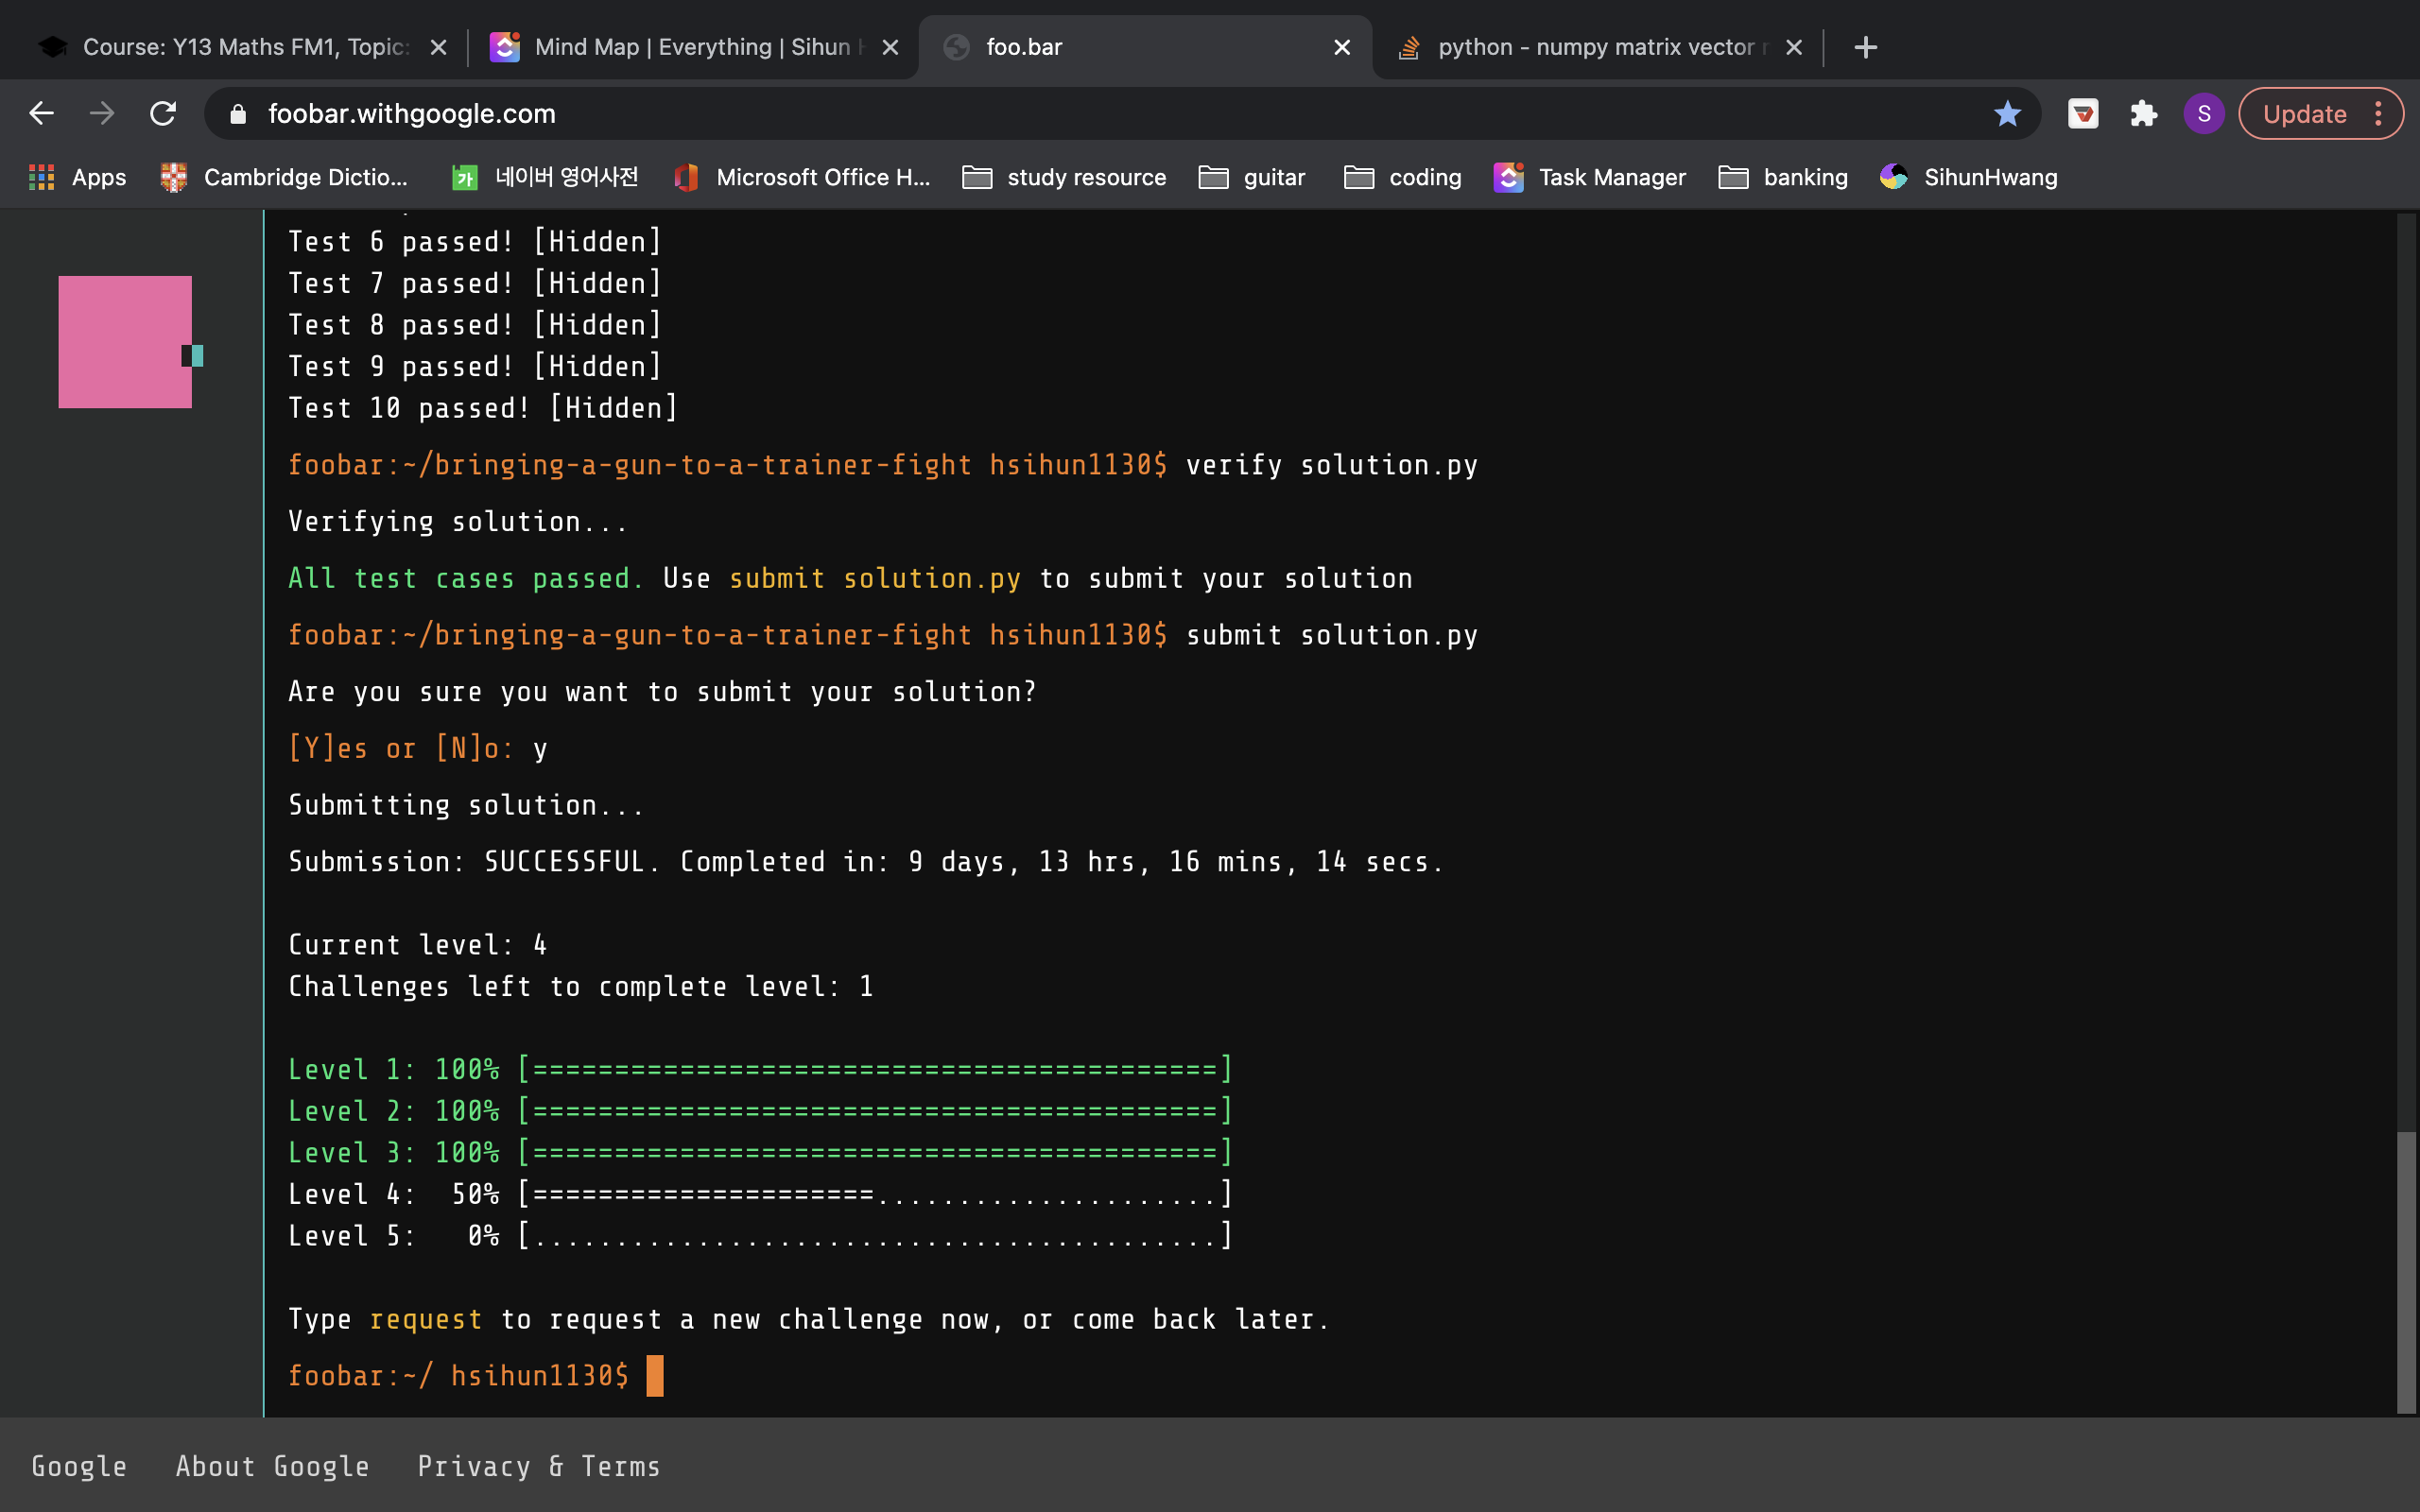 Course: Y13 Maths FM1, Topic:
Mind Map | Everything | Sihun
foo.bar
python - numpy matrix vector
foobar.withgoogle.com
S
Update
Apps
Cambridge Dictio...
네이버 영어사전
Microsoft Office H...
study resource
guitar
coding
Task Manager
banking
SihunHwang
Test 6 passed! [Hidden]
Test 7 passed! [Hidden]
Test 8 passed! [Hidden]
Test 9 passed! [Hidden]
Test 10 passed! [Hidden]
foobar:~/bringing-a-gun-to-a-trainer-fight hsihun1130$ verify solution.py
Verifying solution...
All test cases passed. Use submit solution.py to submit your solution
foobar:~/bringing-a-gun-to-a-trainer-fight hsihun1130$ submit solution.py
Are you sure you want to submit your solution?
[Y]es or [N]o: y
Submitting solution...
Submission: SUCCESSFUL. Completed in: 9 days, 13 hrs, 16 mins, 14 secs.
Current level: 4
Challenges left to complete level: 1
Level 1: 100% [==========================================]
Level 2: 100% [==========================================]
Level 3: 100% [==========================================]
Level 4:  50% [=====================.....................]
Level 5:   0% [..........................................]
Type request to request a new challenge now, or come back later.
foobar:~/ hsihun1130$
Google
About Google
Privacy & Terms